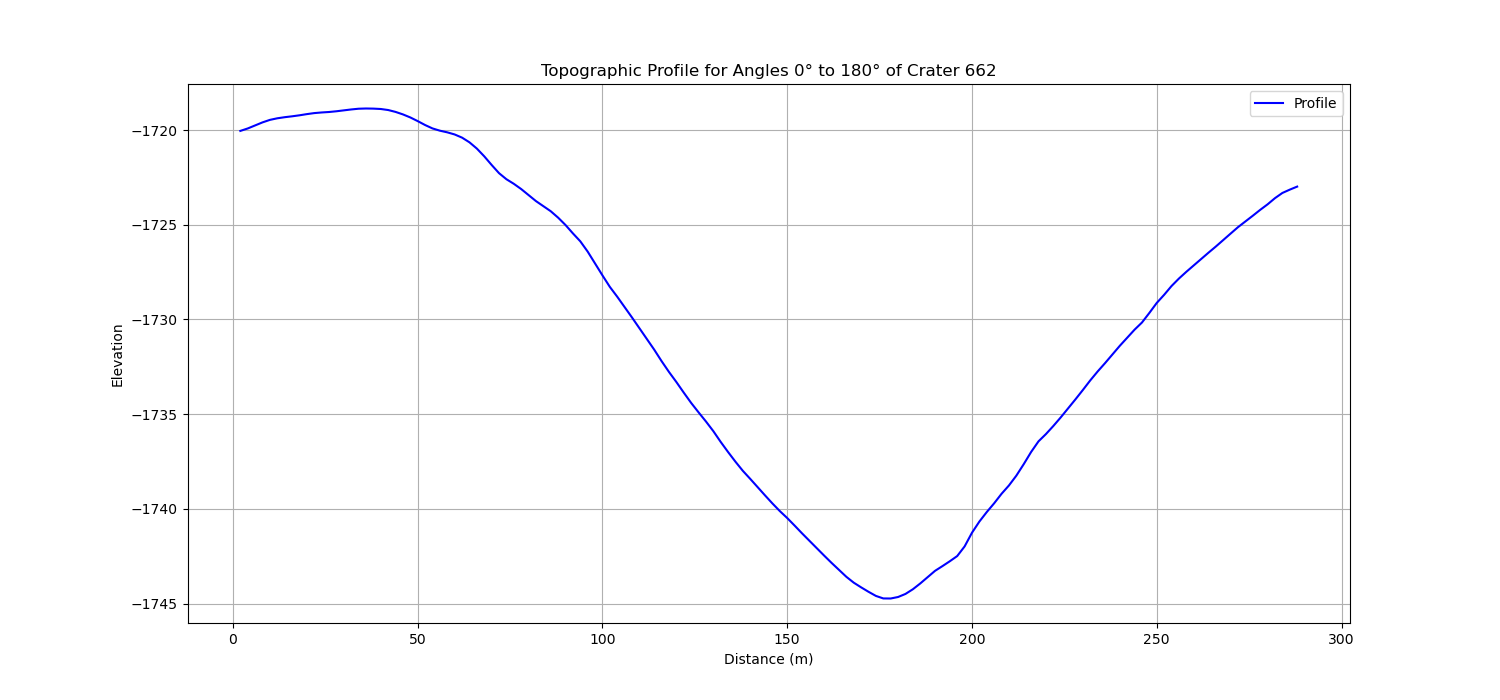 Topographic Profile for Angles 0° to 180° of Crater 662
Profile
−1720
−1725
−1730
−1735
−1740
−1745
Elevation
0 50 100 150 200 250 300
Distance (m)